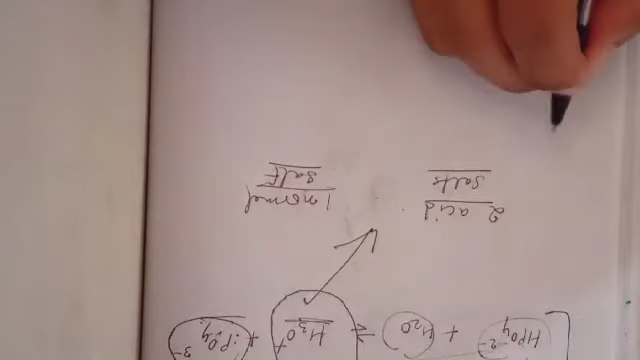 HPO₄²⁻ + H₂O ⇌ H₃O⁺ + PO₄³⁻
2 acid 1 normal
salts salt